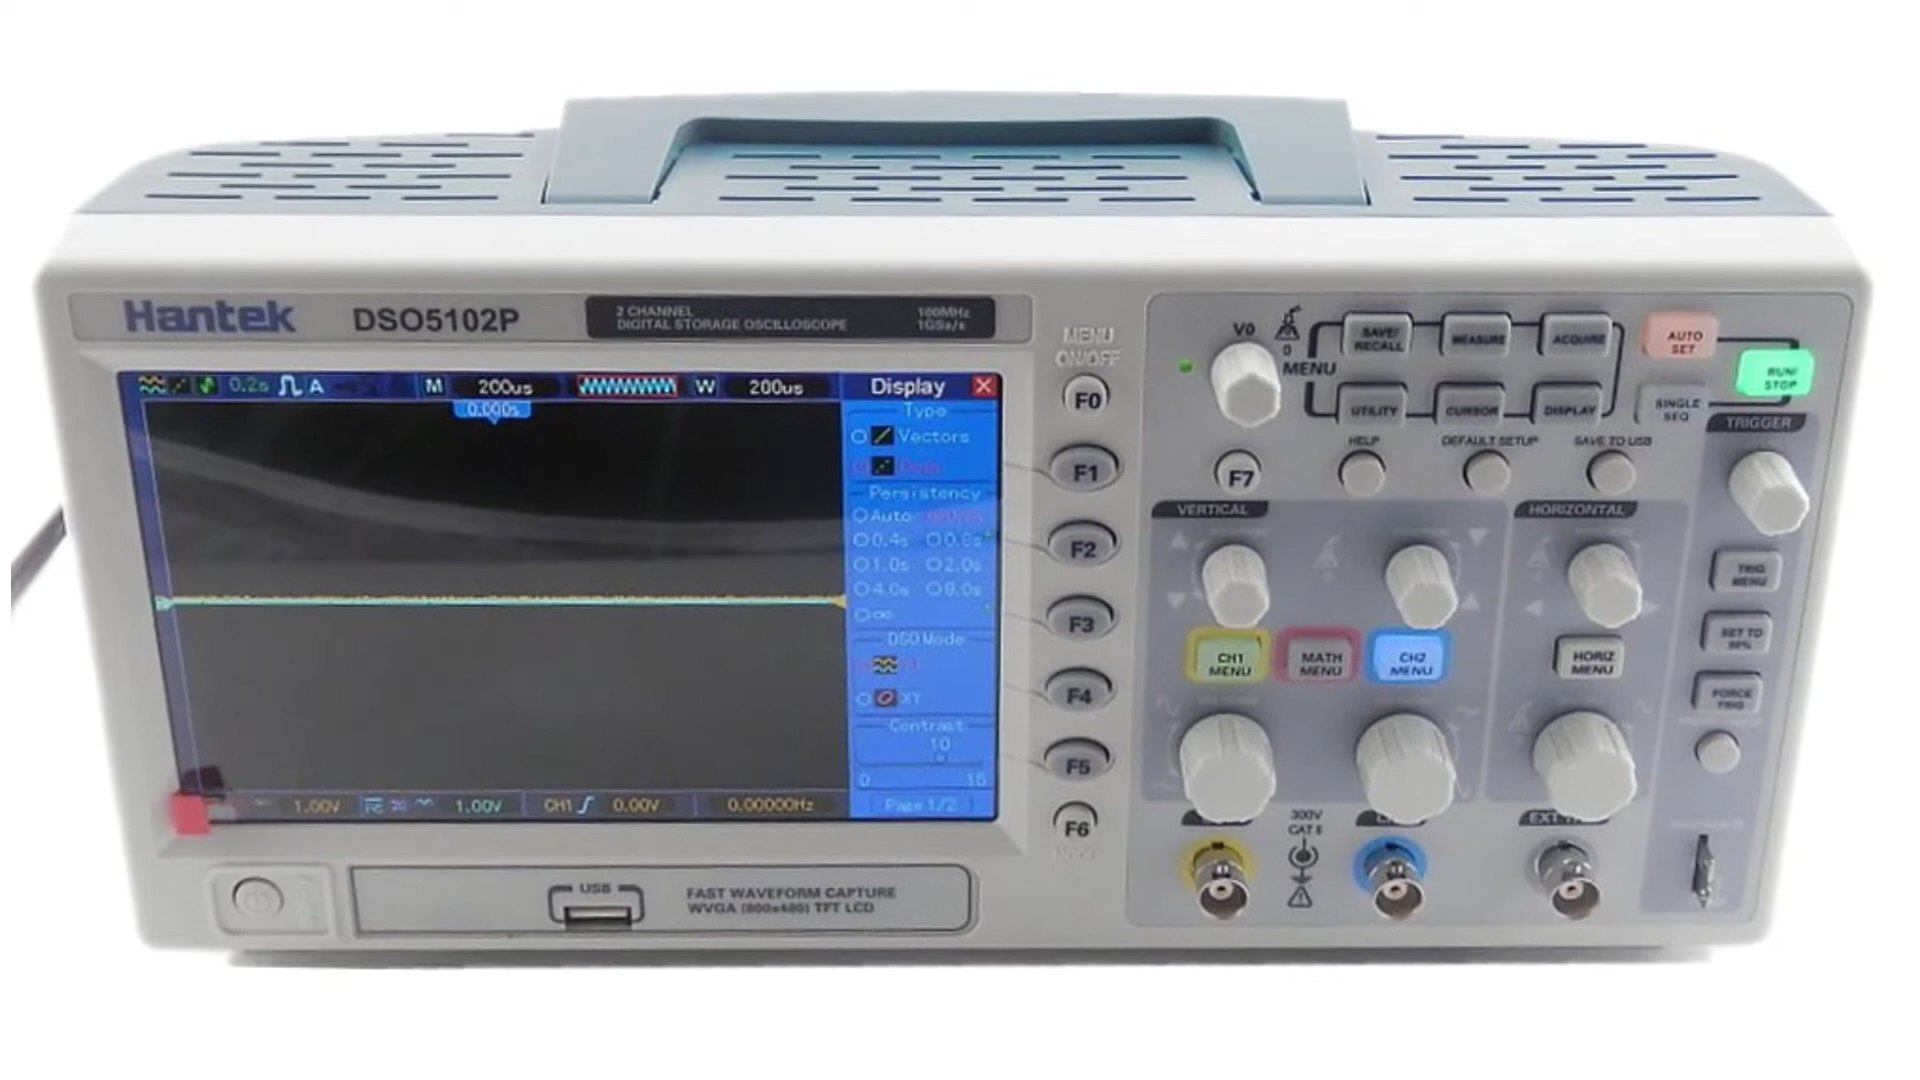 Hantek DSO5102P
2 CHANNEL 100MHz
DIGITAL STORAGE OSCILLOSCOPE 1GSa/s
0.2s A M 200us W 200us Display
0.000s
Type
Vectors
Dots
Persistency
Auto
0.4s 0.8s
1.0s 2.0s
4.0s 8.0s
∞
DSO Mode
XY
Contrast
10
0 15
1.00V 1.00V CH1 0.00V 0.00000Hz Page 1/2
USB
FAST WAVEFORM CAPTURE
WVGA (800x480) TFT LCD
MENU
ON/OFF
F0
F1
F2
F3
F4
F5
F6
V0
0
MENU
F7
SAVE/
RECALL
MEASURE
ACQUIRE
UTILITY
CURSOR
DISPLAY
AUTO
SET
RUN/
STOP
SINGLE
SEQ
HELP
DEFAULT SETUP
SAVE TO USB
TRIGGER
VERTICAL
HORIZONTAL
CH1
MENU
MATH
MENU
CH2
MENU
HORIZ
MENU
TRIG
MENU
SET TO
50%
FORCE
TRIG
300V
CAT II